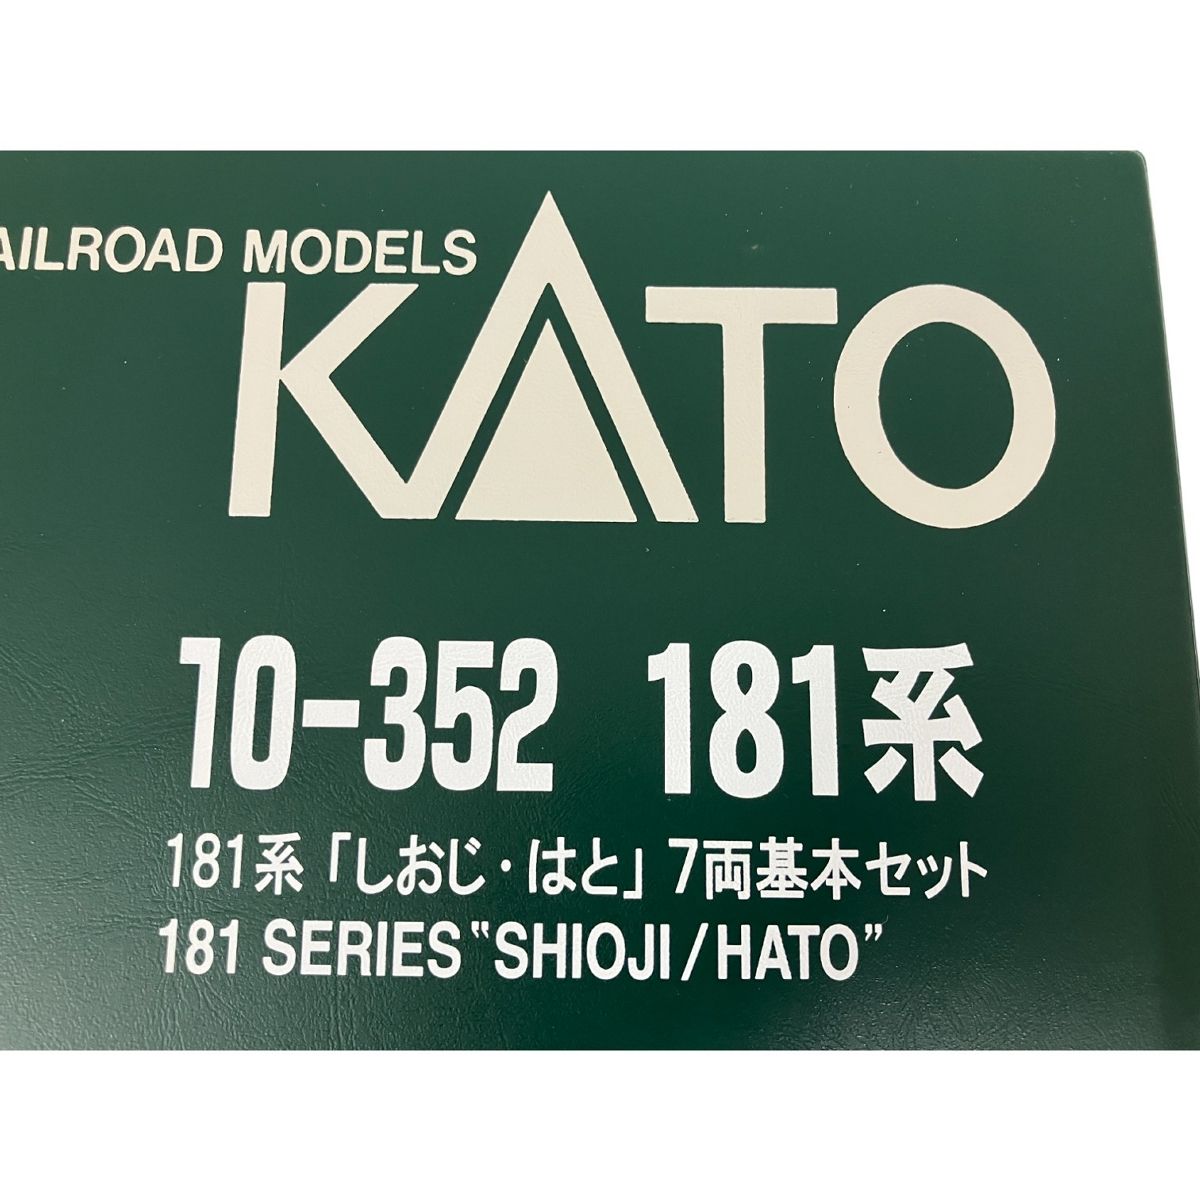 AILROAD MODELS
KATO
10-352 181系
181系「しおじ・はと」7両基本セット
181 SERIES "SHIOJI/HATO"